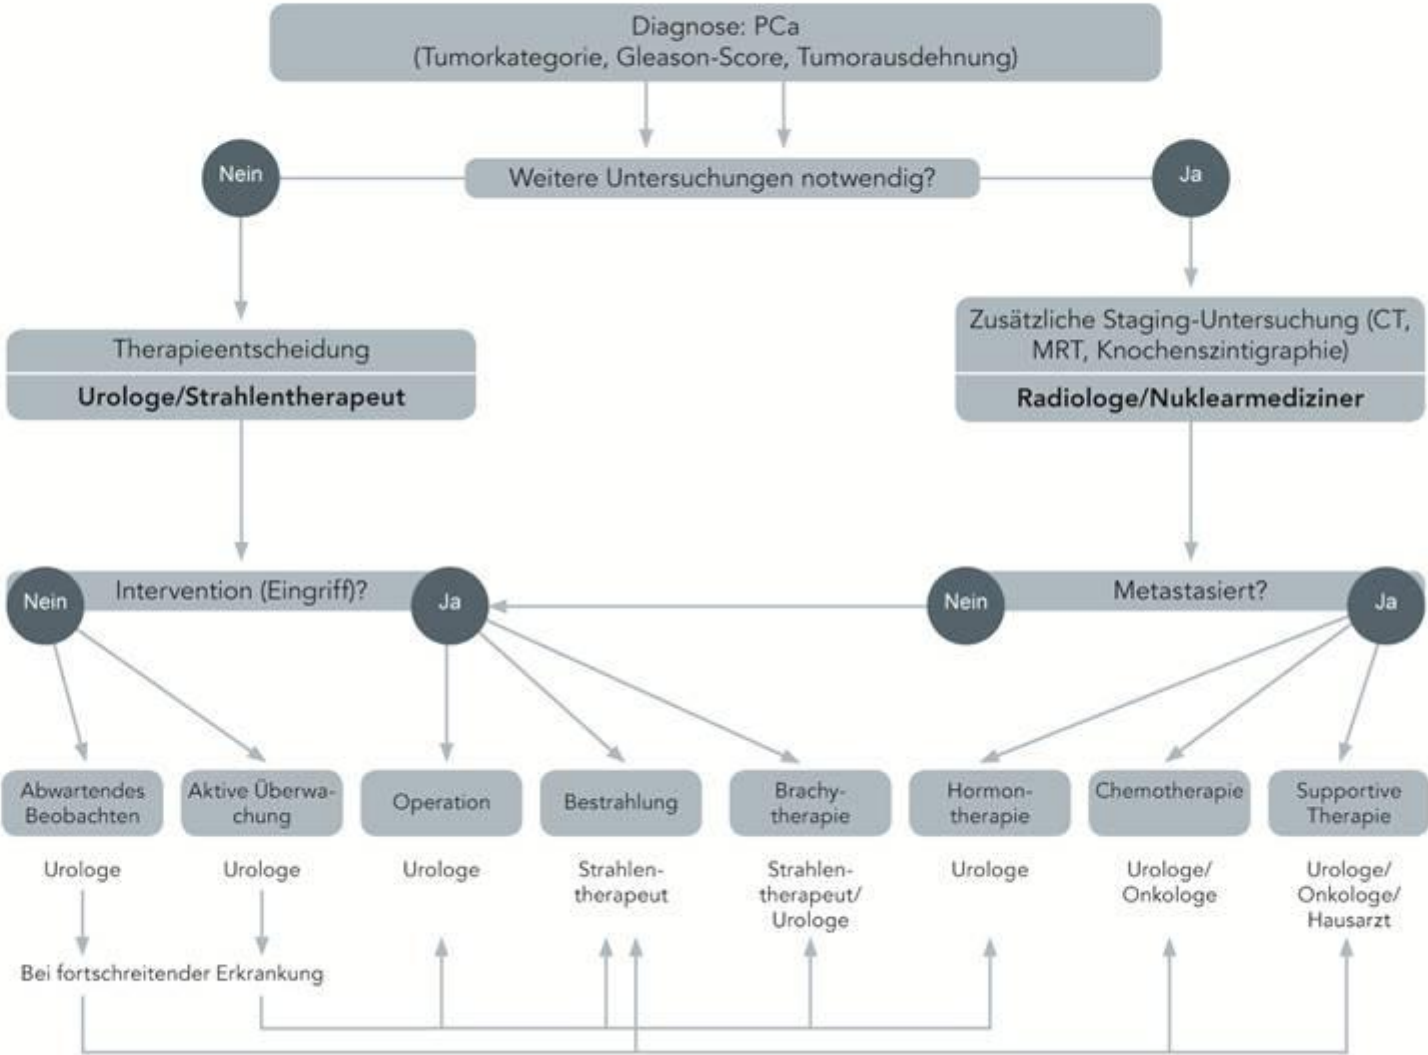 Diagnose: PCa
(Tumorkategorie, Gleason-Score, Tumorausdehnung)
Nein
Weitere Untersuchungen notwendig?
Ja
Therapieentscheidung
Urologe/Strahlentherapeut
Zusätzliche Staging-Untersuchung (CT,
MRT, Knochenszintigraphie)
Radiologe/Nuklearmediziner
Nein
Intervention (Eingriff)?
Ja
Nein
Metastasiert?
Ja
Abwartendes
Beobachten
Aktive Überwa-
chung
Operation
Bestrahlung
Brachy-
therapie
Hormon-
therapie
Chemotherapie
Supportive
Therapie
Urologe
Urologe
Urologe
Strahlen-
therapeut
Strahlen-
therapeut/
Urologe
Urologe
Urologe/
Onkologe
Urologe/
Onkologe/
Hausarzt
Bei fortschreitender Erkrankung